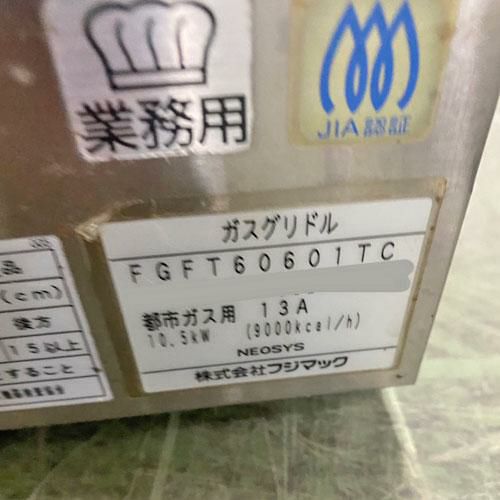 業務用
JIA認証
ガスグリドル
FGFT60601TC
都市ガス用 13A
10.5kW (9000kcal/h)
NEOSYS
株式会社フジマック
品
(cm)
後方
15以上
すること